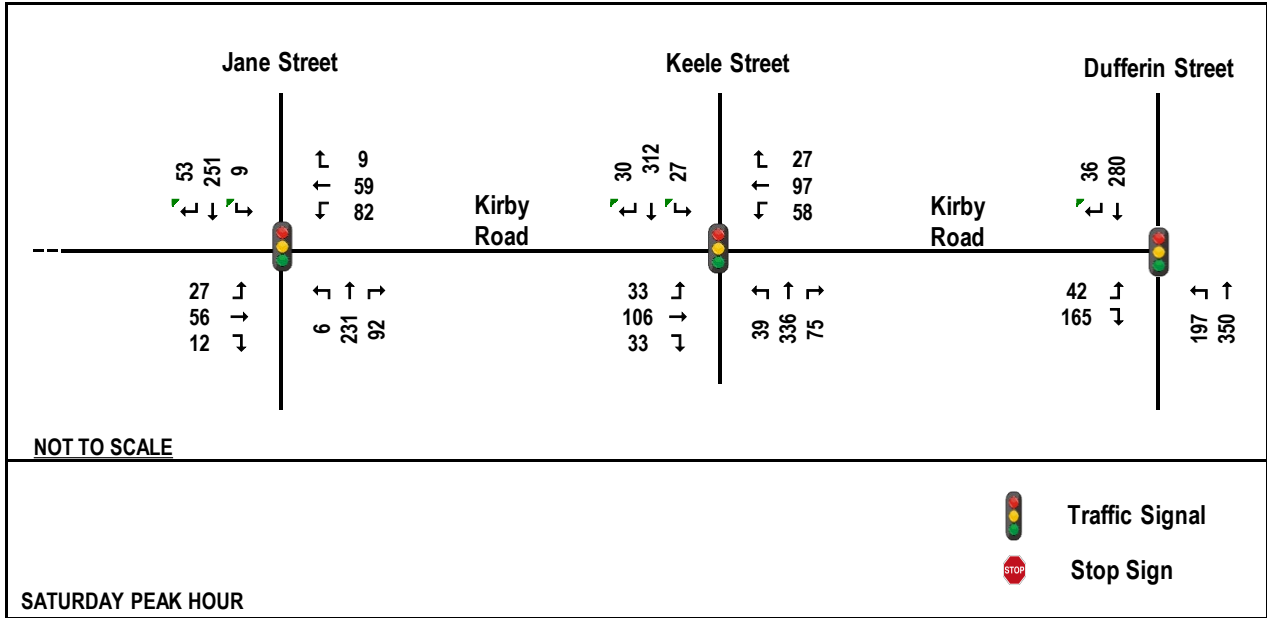 Jane Street
Keele Street
Dufferin Street
53 251 9
9
59
82
Kirby
Road
30 312 27
27
97
58
Kirby
Road
36 280
27
56
12
6 231 92
33
106
33
39 336 75
42
165
197 350
NOT TO SCALE
Traffic Signal
STOP
Stop Sign
SATURDAY PEAK HOUR